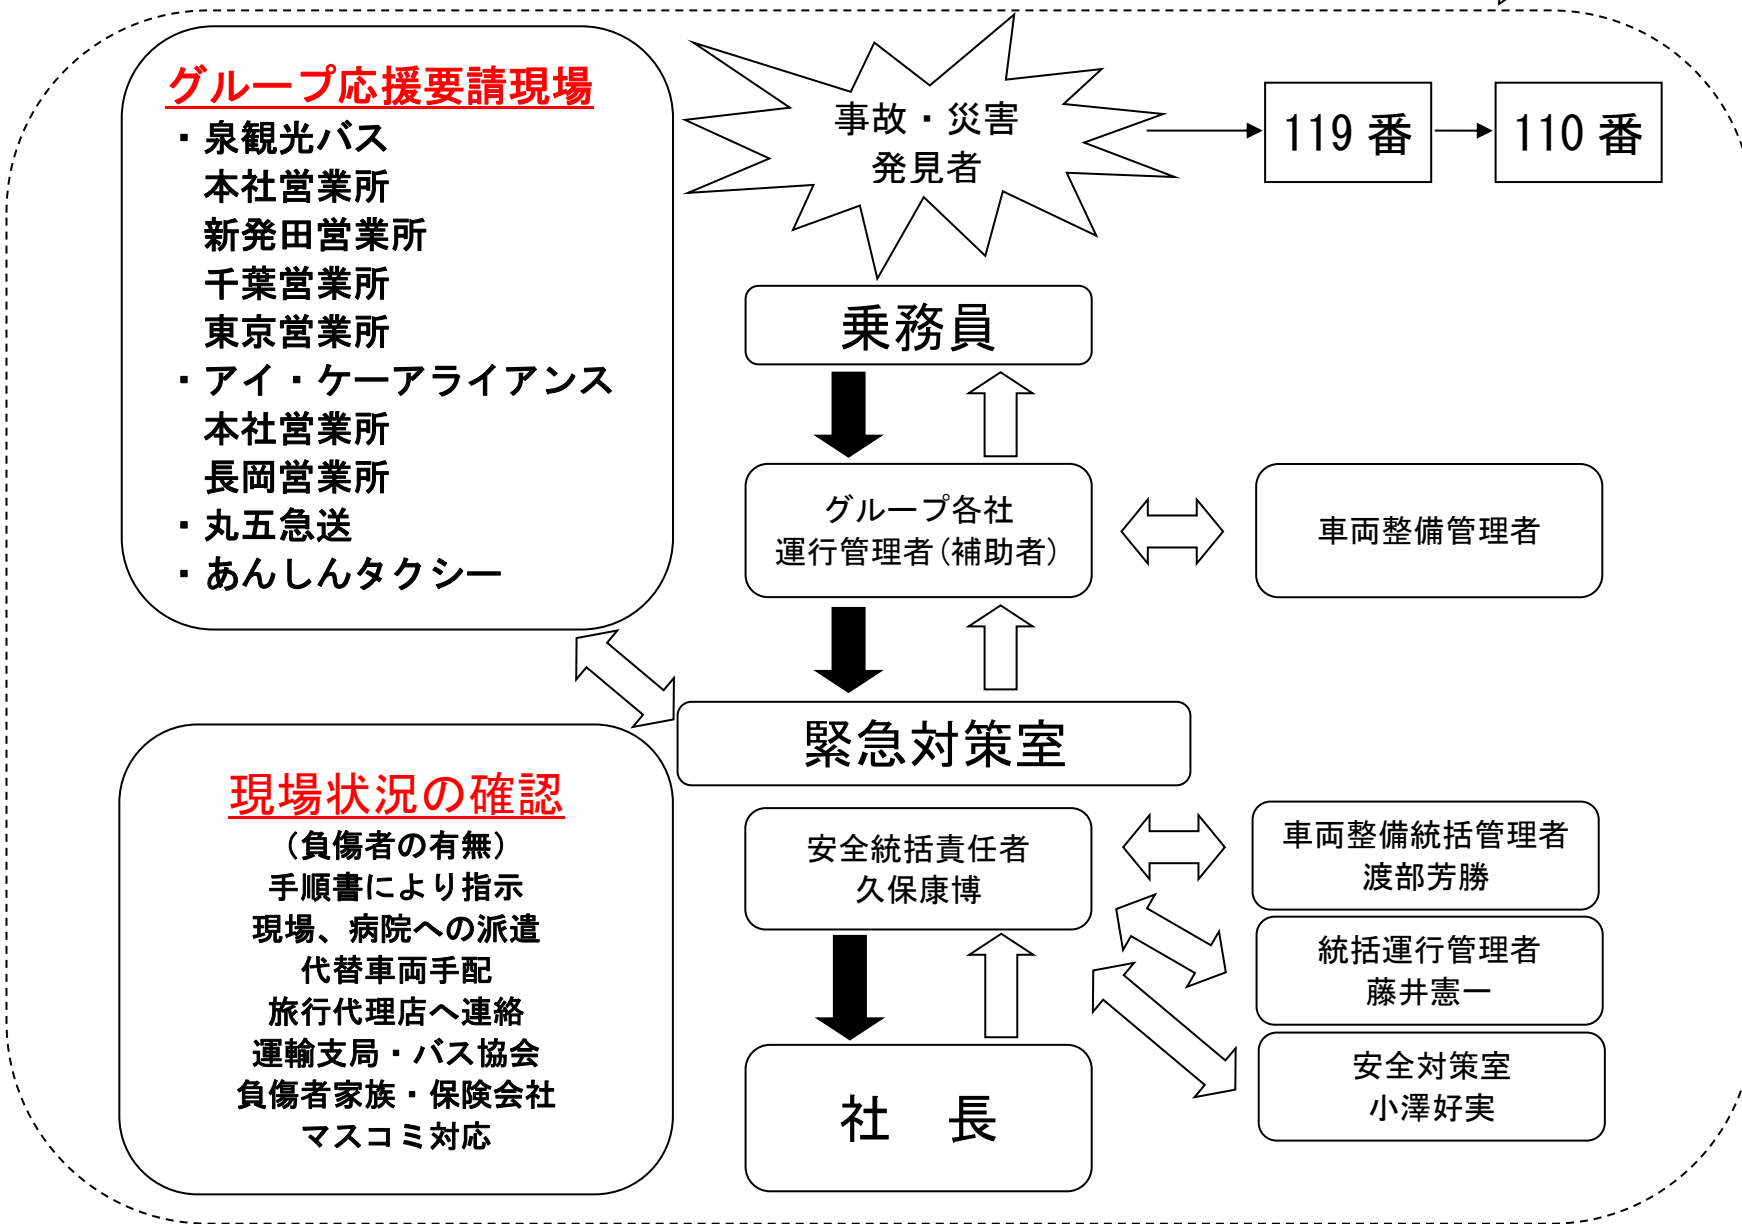 グループ応援要請現場
・泉観光バス
本社営業所
新発田営業所
千葉営業所
東京営業所
・アイ・ケーアライアンス
本社営業所
長岡営業所
・丸五急送
・あんしんタクシー
事故・災害
発見者
119番
110番
乗務員
グループ各社
運行管理者(補助者)
車両整備管理者
緊急対策室
現場状況の確認
(負傷者の有無)
手順書により指示
現場、病院への派遣
代替車両手配
旅行代理店へ連絡
運輸支局・バス協会
負傷者家族・保険会社
マスコミ対応
安全統括責任者
久保康博
車両整備統括管理者
渡部芳勝
統括運行管理者
藤井憲一
安全対策室
小澤好実
社　長